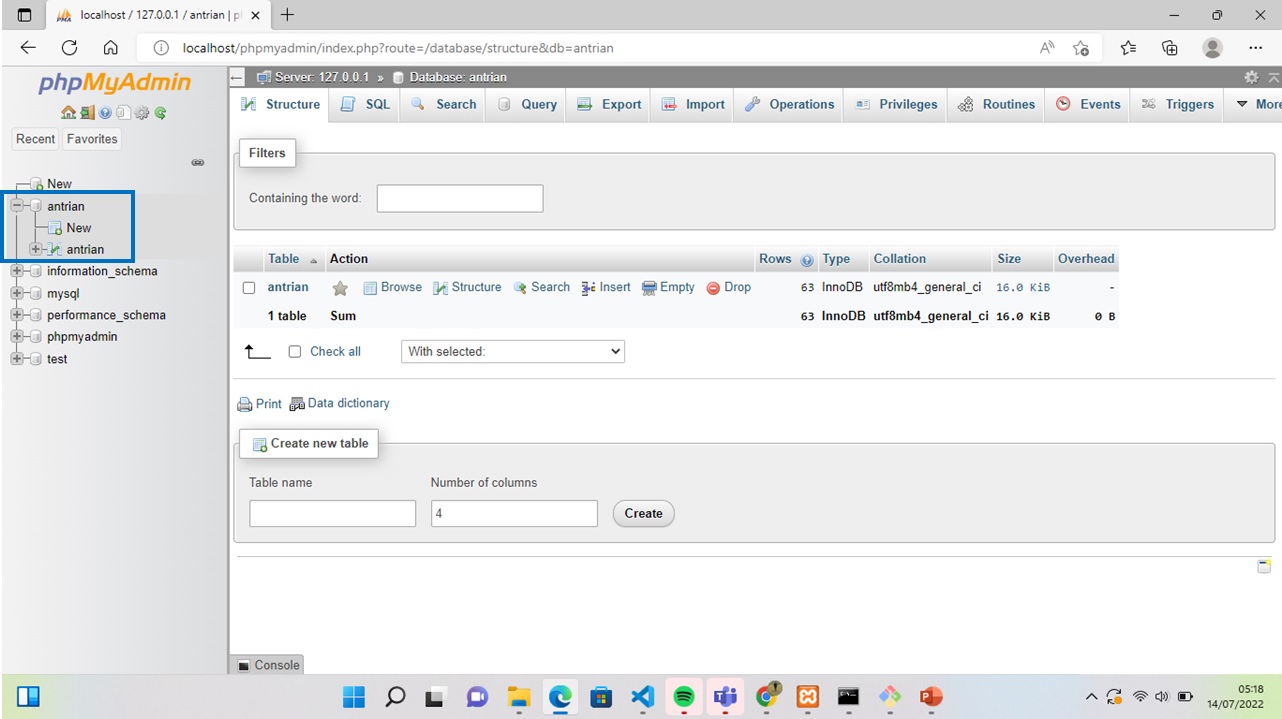 localhost / 127.0.0.1 / antrian | p
localhost/phpmyadmin/index.php?route=/database/structure&db=antrian
phpMyAdmin
Recent Favorites
New
antrian
New
antrian
information_schema
mysql
performance_schema
phpmyadmin
test
Server: 127.0.0.1 » Database: antrian
Structure SQL Search Query Export Import Operations Privileges Routines Events Triggers More
Filters
Containing the word:
Table Action Rows Type Collation Size Overhead
antrian Browse Structure Search Insert Empty Drop 63 InnoDB utf8mb4_general_ci 16.0 KiB -
1 table Sum 63 InnoDB utf8mb4_general_ci 16.0 KiB 0 B
Check all With selected:
Print Data dictionary
Create new table
Table name Number of columns
4 Create
Console
05:18
14/07/2022